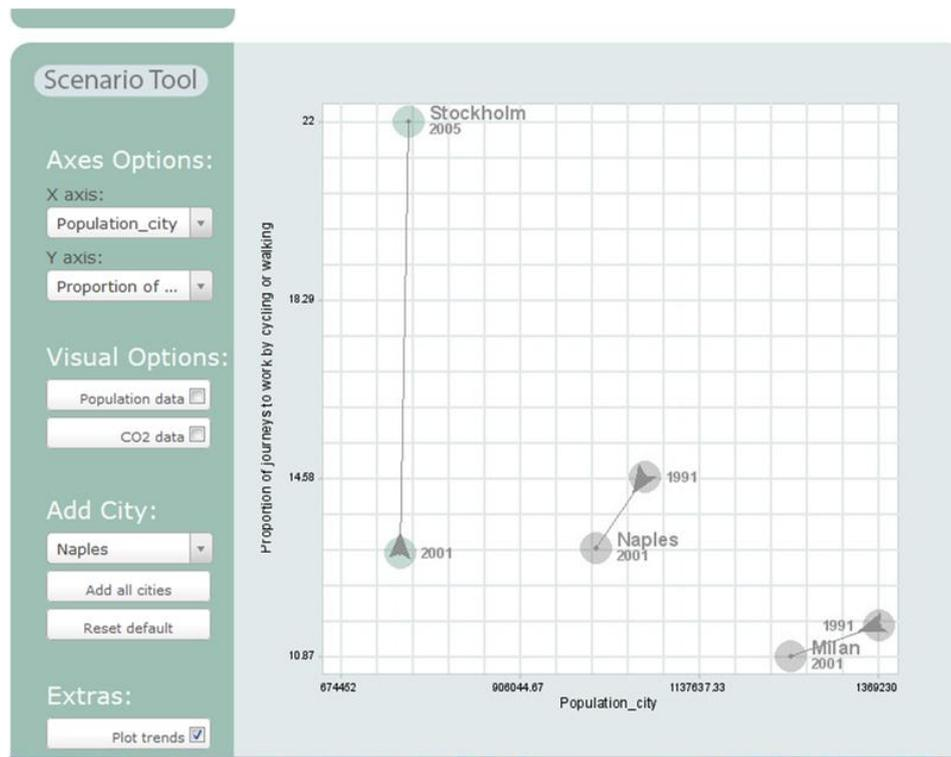 Scenario Tool
Axes Options:
X axis:
Population_city
Y axis:
Proportion of ...
Visual Options:
Population data
CO2 data
Add City:
Naples
Add all cities
Reset default
Extras:
Plot trends
Proportion of journeys to work by cycling or walking
22
18.29
14.58
10.87
Stockholm
2005
2001
1991
Naples
2001
1991
Milan
2001
674452
906044.67
1137637.33
1369230
Population_city